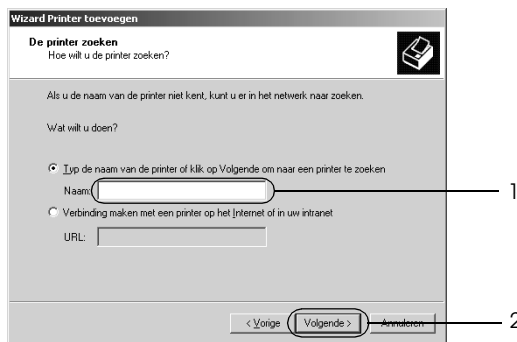 Wizard Printer toevoegen
De printer zoeken
Hoe wilt u de printer zoeken?
Als u de naam van de printer niet kent, kunt u er in het netwerk naar zoeken.
Wat wilt u doen?
Typ de naam van de printer of klik op Volgende om naar een printer te zoeken
Naam: 1
Verbinding maken met een printer op het Internet of in uw intranet
URL:
< Vorige Volgende > Annuleren 2